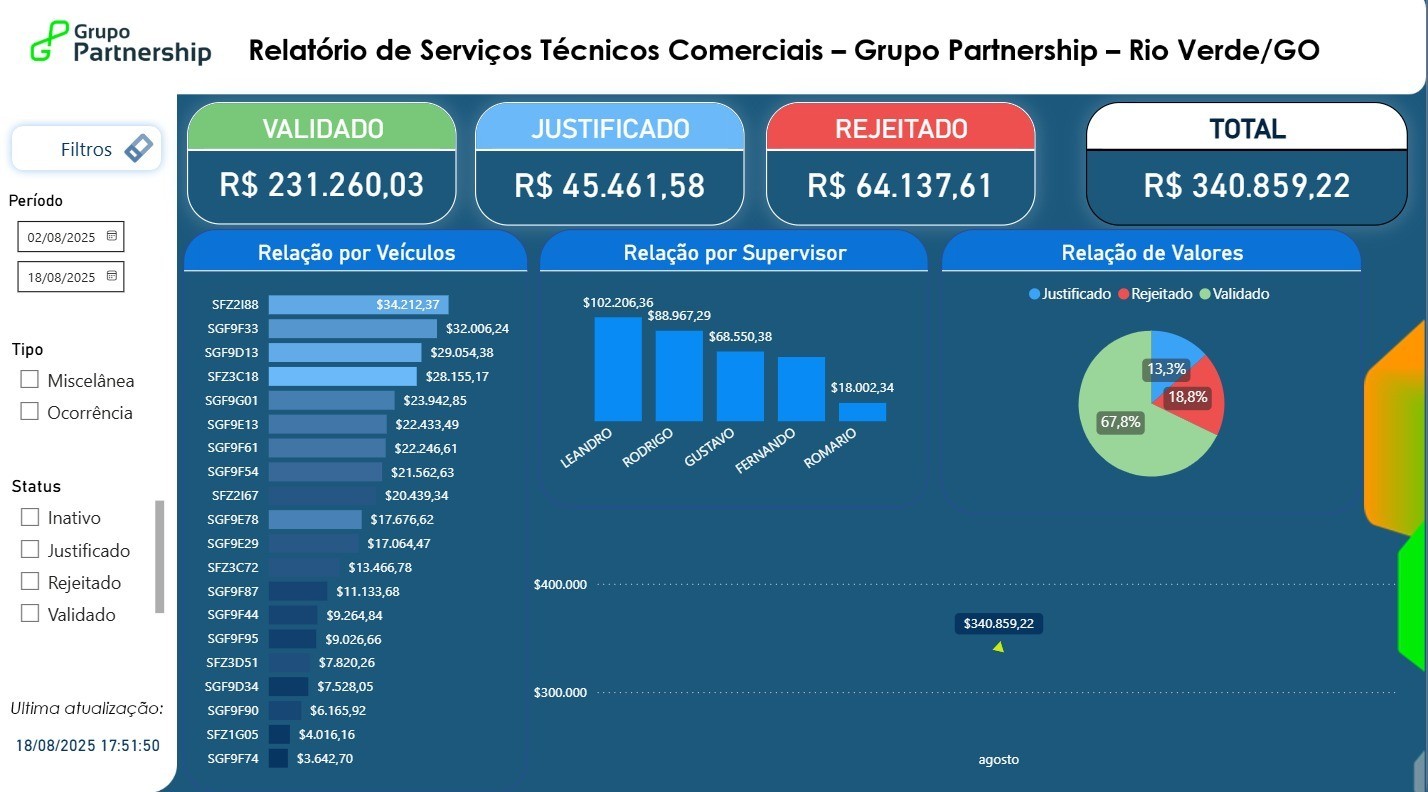 Grupo
Partnership
Relatório de Serviços Técnicos Comerciais – Grupo Partnership – Rio Verde/GO
Filtros
Período
02/08/2025
18/08/2025
Tipo
Miscelânea
Ocorrência
Status
Inativo
Justificado
Rejeitado
Validado
Ultima atualização:
18/08/2025 17:51:50
VALIDADO
R$ 231.260,03
JUSTIFICADO
R$ 45.461,58
REJEITADO
R$ 64.137,61
TOTAL
R$ 340.859,22
Relação por Veículos
SFZ2I88 $34.212,37
SGF9F33 $32.006,24
SGF9D13 $29.054,38
SFZ3C18 $28.155,17
SGF9G01 $23.942,85
SGF9E13 $22.433,49
SGF9F61 $22.246,61
SGF9F54 $21.562,63
SFZ2I67 $20.439,34
SGF9E78 $17.676,62
SGF9E29 $17.064,47
SFZ3C72 $13.466,78
SGF9F87 $11.133,68
SGF9F44 $9.264,84
SGF9F95 $9.026,66
SFZ3D51 $7.820,26
SGF9D34 $7.528,05
SGF9F90 $6.165,92
SFZ1G05 $4.016,16
SGF9F74 $3.642,70
Relação por Supervisor
$102.206,36
$88.967,29
$68.550,38
$18.002,34
LEANDRO
RODRIGO
GUSTAVO
FERNANDO
ROMARIO
Relação de Valores
Justificado Rejeitado Validado
13,3%
18,8%
67,8%
$400.000
$340.859,22
$300.000
agosto